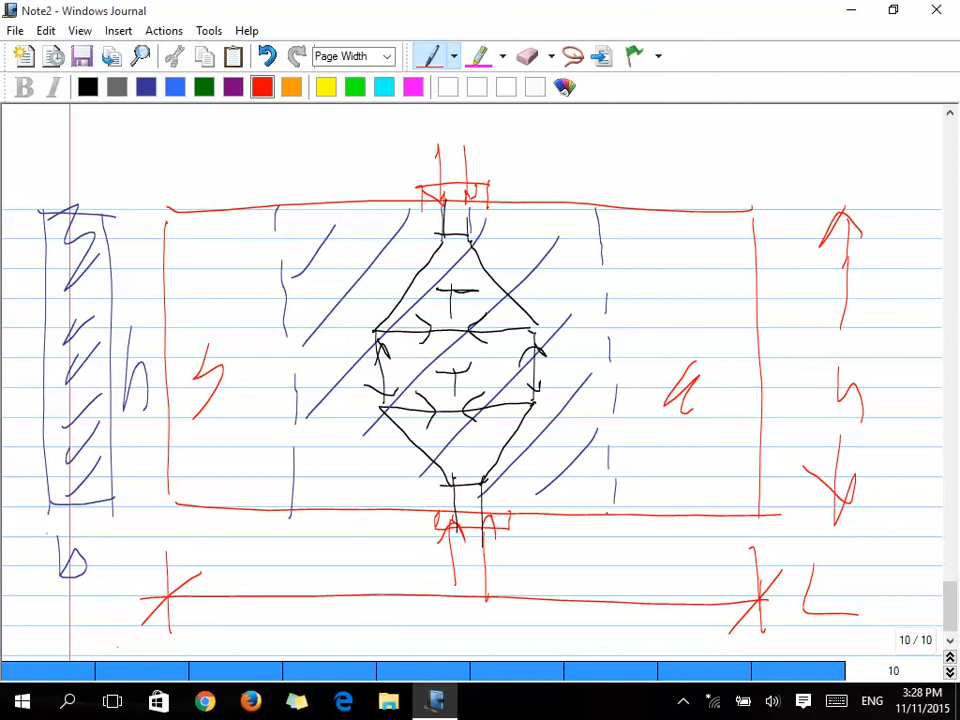 Note2 - Windows Journal
File Edit View Insert Actions Tools Help
Page Width
B I
T
T
h
h
b
L
10 / 10
10
ENG
3:28 PM
11/11/2015